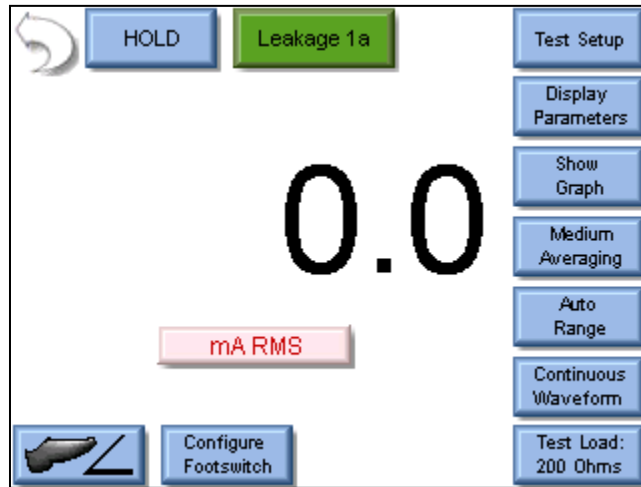 HOLD
Leakage 1a
Test Setup
Display
Parameters
Show
Graph
0.0
Medium
Averaging
Auto
Range
mA RMS
Continuous
Waveform
Configure
Footswitch
Test Load:
200 Ohms